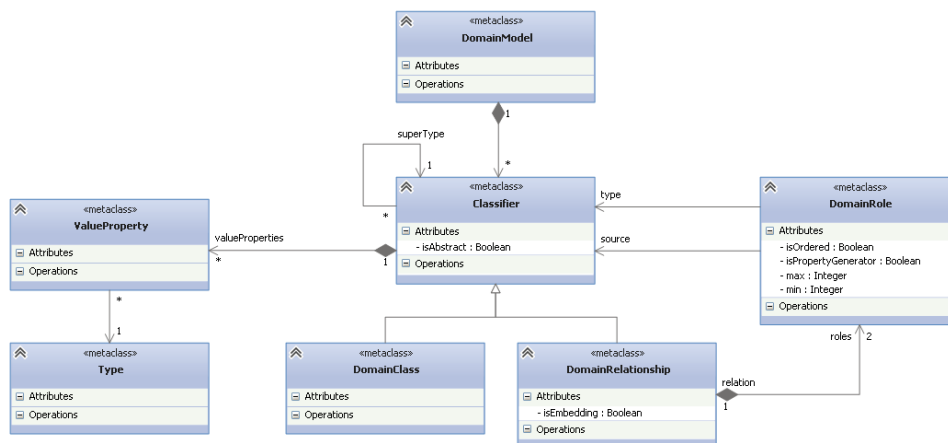 «metaclass»
DomainModel
Attributes
Operations
1
*
superType
1
*
«metaclass»
Classifier
Attributes
- isAbstract : Boolean
Operations
type
source
«metaclass»
DomainRole
Attributes
- isOrdered : Boolean
- isPropertyGenerator : Boolean
- max : Integer
- min : Integer
Operations
«metaclass»
ValueProperty
Attributes
Operations
valueProperties
*
1
*
1
«metaclass»
Type
Attributes
Operations
«metaclass»
DomainClass
Attributes
Operations
«metaclass»
DomainRelationship
Attributes
- isEmbedding : Boolean
Operations
relation
1
roles
2